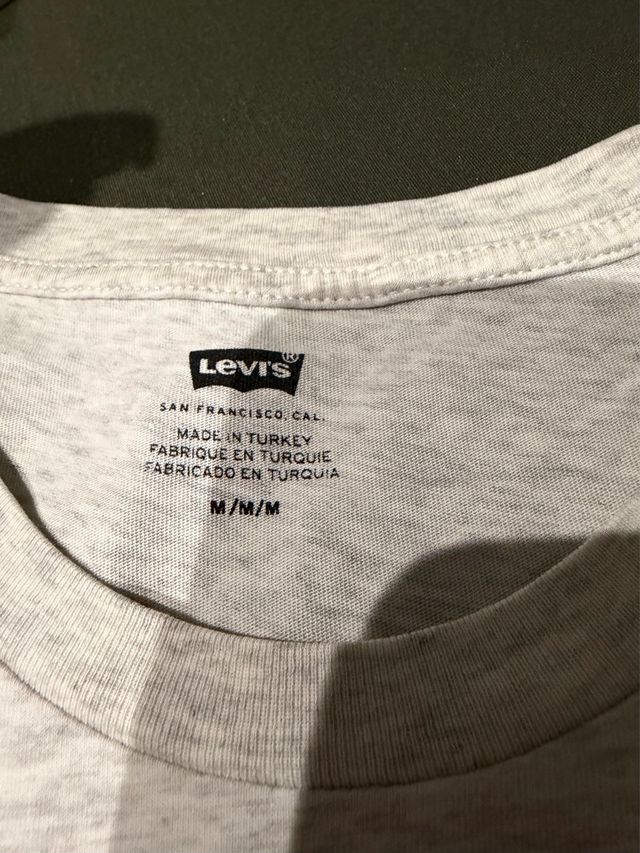 Levi's®
SAN FRANCISCO, CAL.
MADE IN TURKEY
FABRIQUE EN TURQUIE
FABRICADO EN TURQUIA
M/M/M